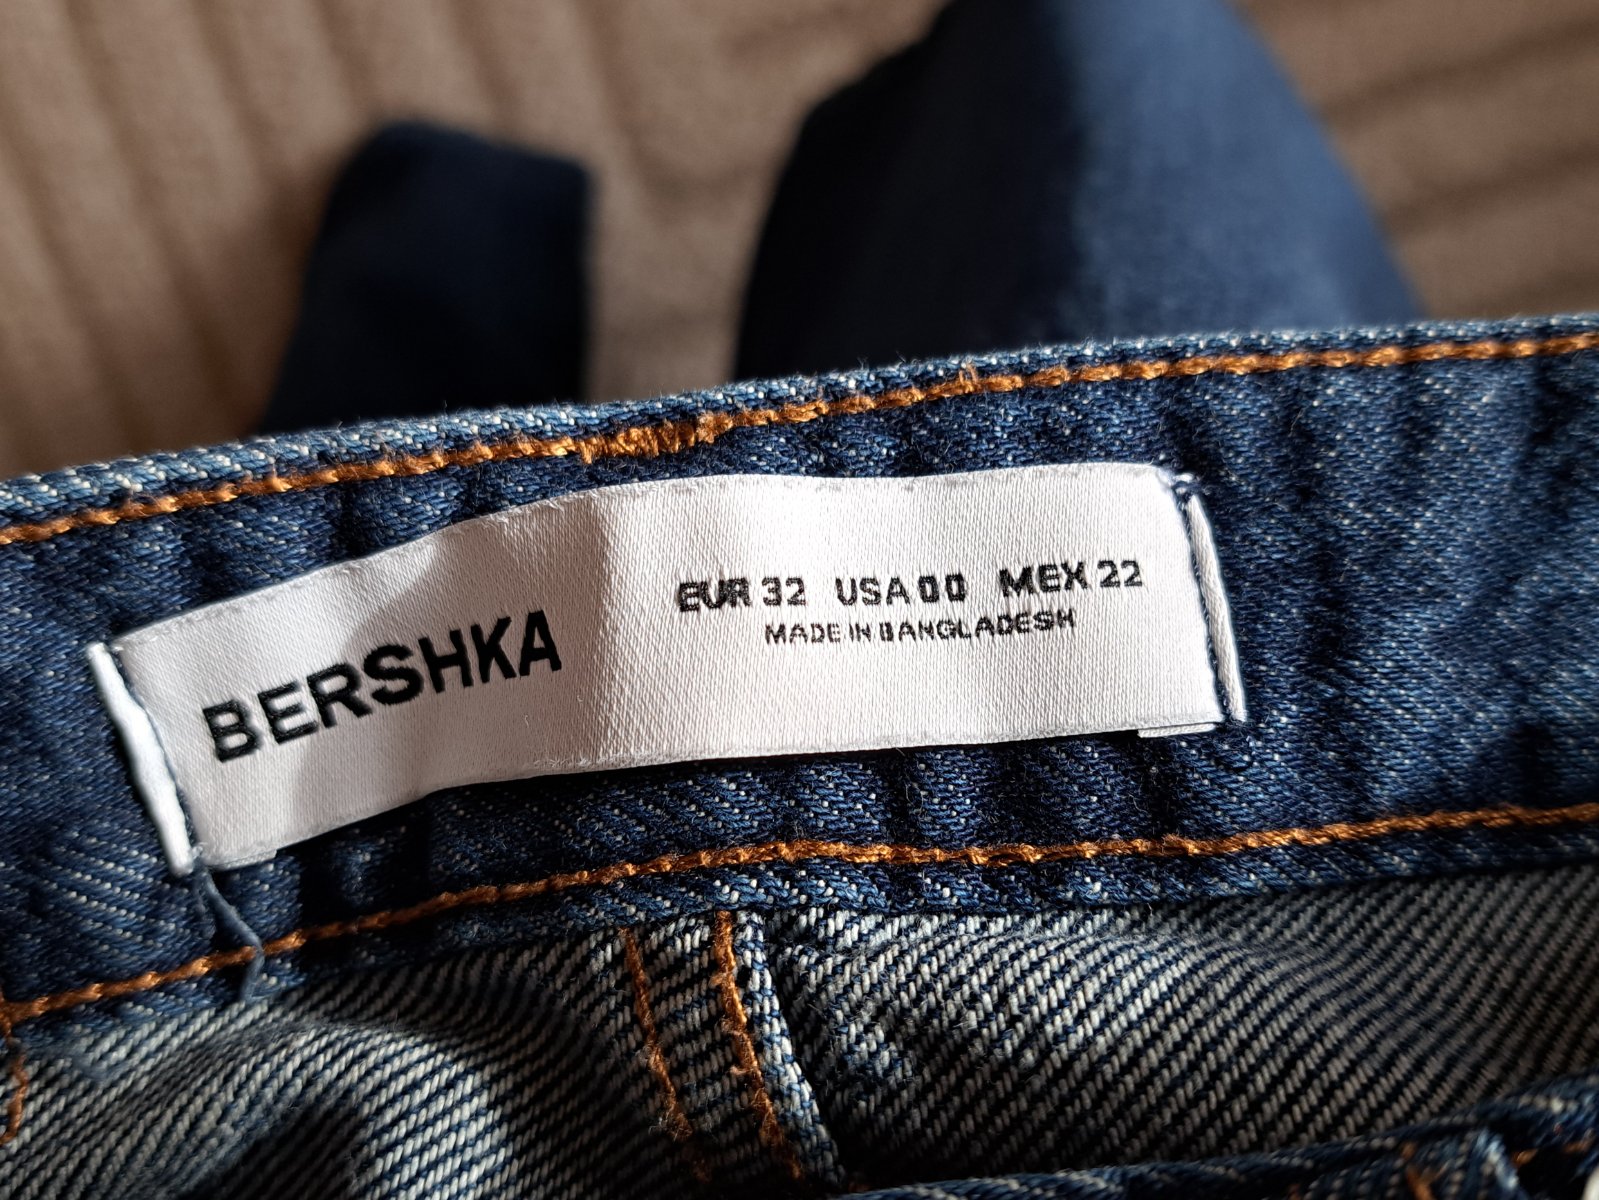 BERSHKA
EUR 32 USA 00 MEX 22
MADE IN BANGLADESH